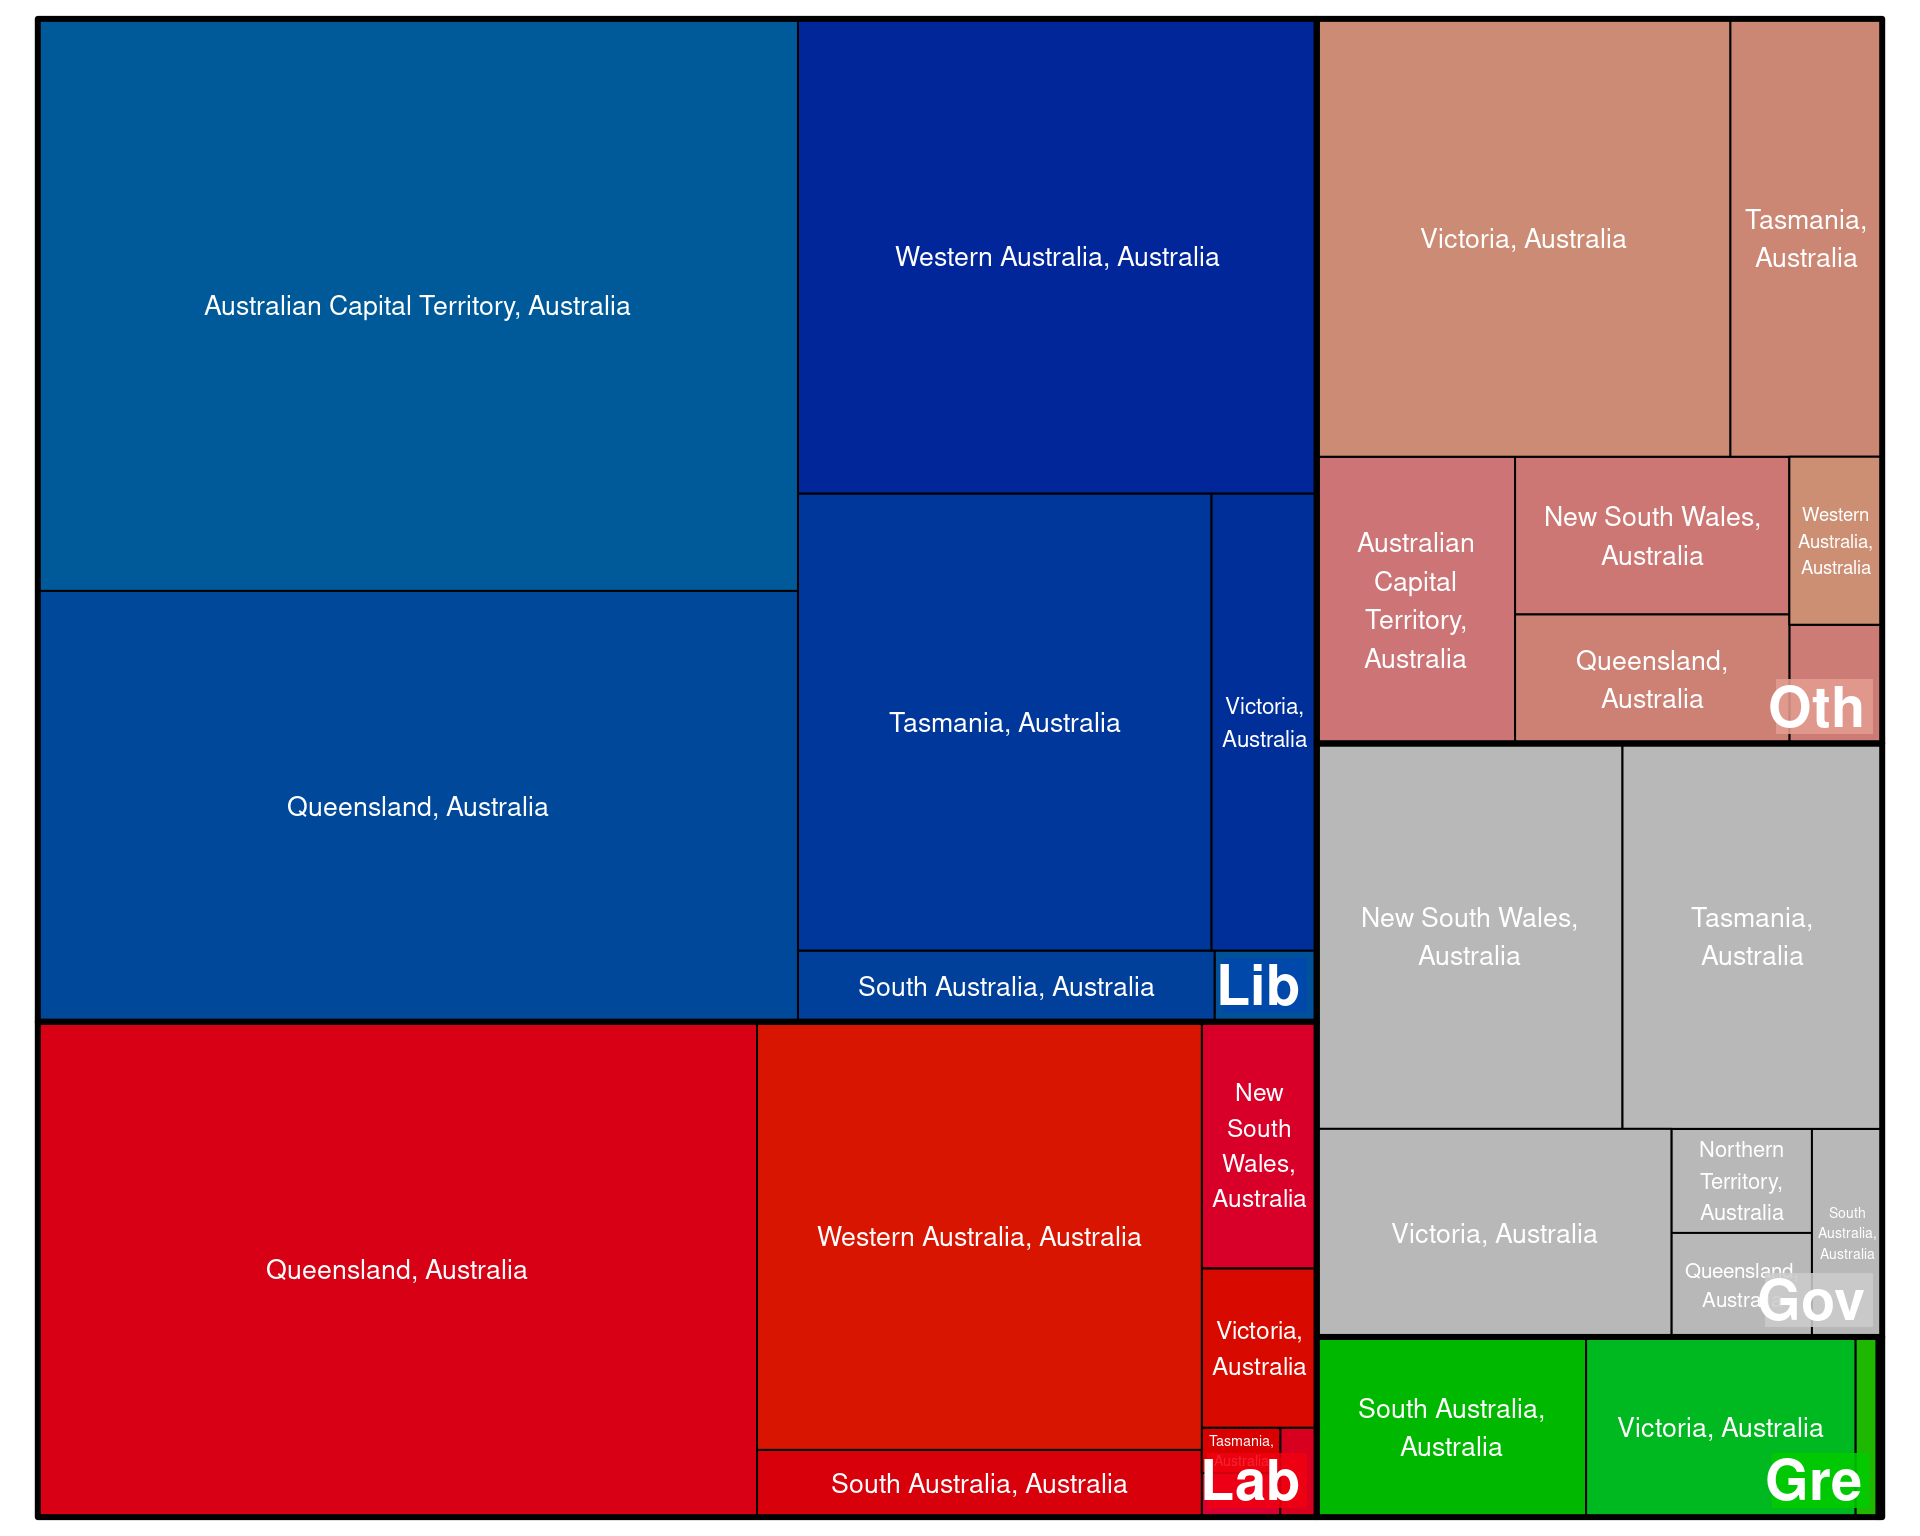 Australian Capital Territory, Australia
Queensland, Australia
Western Australia, Australia
Tasmania, Australia
Victoria,
Australia
South Australia, Australia
Lib
Queensland, Australia
Western Australia, Australia
South Australia, Australia
New
South
Wales,
Australia
Victoria,
Australia
Tasmania,
Australia
Lab
Victoria, Australia
Tasmania,
Australia
Australian
Capital
Territory,
Australia
New South Wales,
Australia
Queensland,
Australia
Western
Australia,
Australia
Oth
New South Wales,
Australia
Tasmania,
Australia
Victoria, Australia
Northern
Territory,
Australia
Queensland,
Australia
South
Australia,
Australia
Gov
South Australia,
Australia
Victoria, Australia
Gre